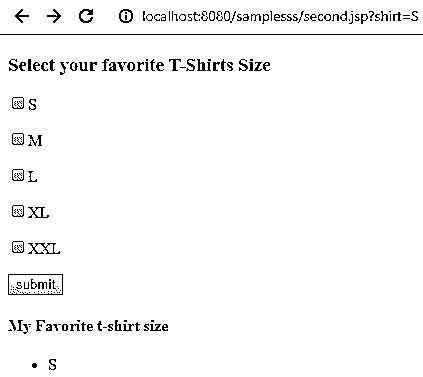 localhost:8080/samplesss/second.jsp?shirt=S
Select your favorite T-Shirts Size
S
M
L
XL
XXL
submit
My Favorite t-shirt size
• S